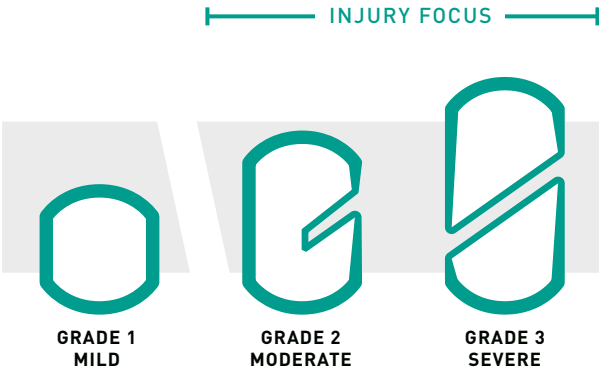 INJURY FOCUS
GRADE 1
MILD
GRADE 2
MODERATE
GRADE 3
SEVERE